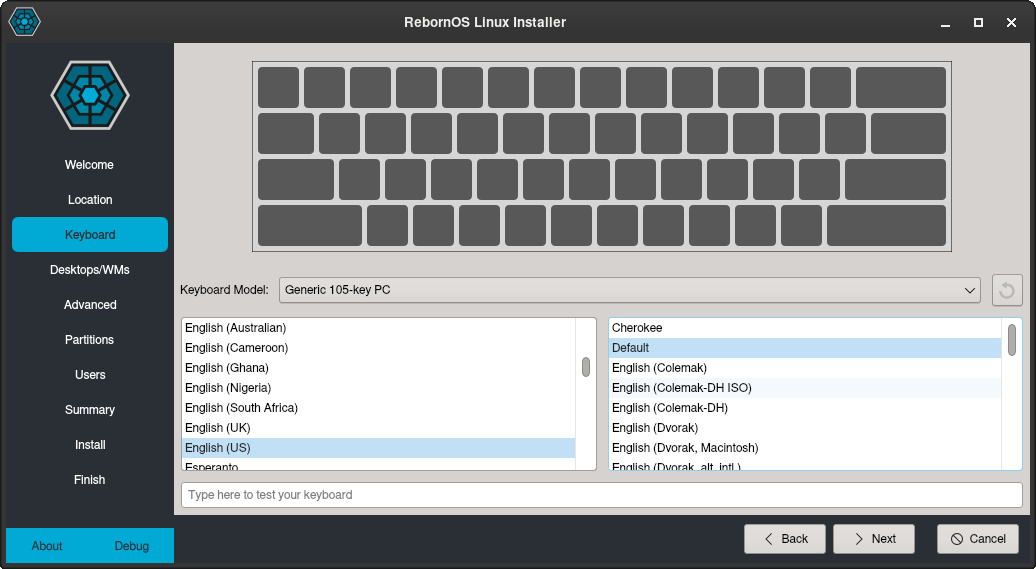 RebornOS Linux Installer
Welcome
Location
Keyboard
Desktops/WMs
Advanced
Partitions
Users
Summary
Install
Finish
About Debug
Keyboard Model: Generic 105-key PC
English (Australian)
English (Cameroon)
English (Ghana)
English (Nigeria)
English (South Africa)
English (UK)
English (US)
Esperanto
Cherokee
Default
English (Colemak)
English (Colemak-DH ISO)
English (Colemak-DH)
English (Dvorak)
English (Dvorak, Macintosh)
English (Dvorak, alt. intl.)
Type here to test your keyboard
Back Next Cancel